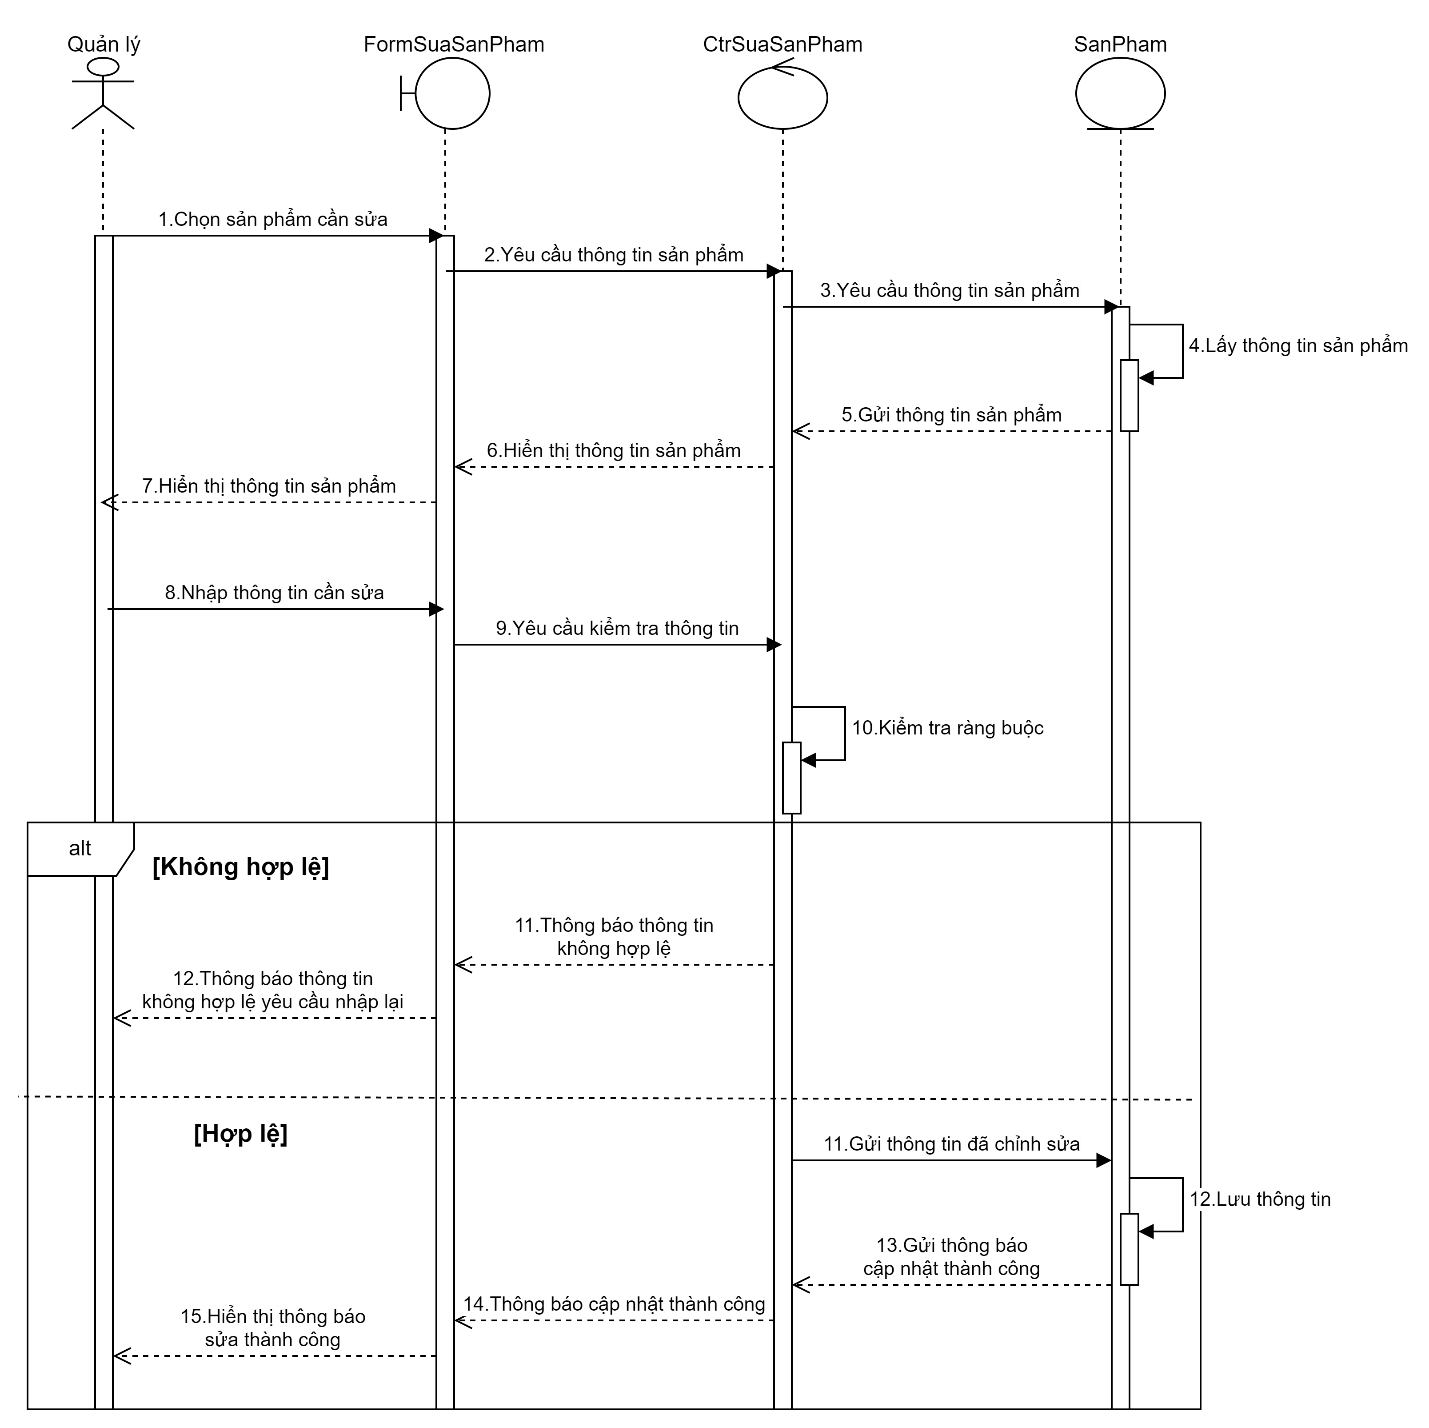 Quản lý
FormSuaSanPham
CtrSuaSanPham
SanPham
1.Chọn sản phẩm cần sửa
2.Yêu cầu thông tin sản phẩm
3.Yêu cầu thông tin sản phẩm
4.Lấy thông tin sản phẩm
5.Gửi thông tin sản phẩm
6.Hiển thị thông tin sản phẩm
7.Hiển thị thông tin sản phẩm
8.Nhập thông tin cần sửa
9.Yêu cầu kiểm tra thông tin
10.Kiểm tra ràng buộc
alt
[Không hợp lệ]
11.Thông báo thông tin
không hợp lệ
12.Thông báo thông tin
không hợp lệ yêu cầu nhập lại
[Hợp lệ]
11.Gửi thông tin đã chỉnh sửa
12.Lưu thông tin
13.Gửi thông báo
cập nhật thành công
14.Thông báo cập nhật thành công
15.Hiển thị thông báo
sửa thành công